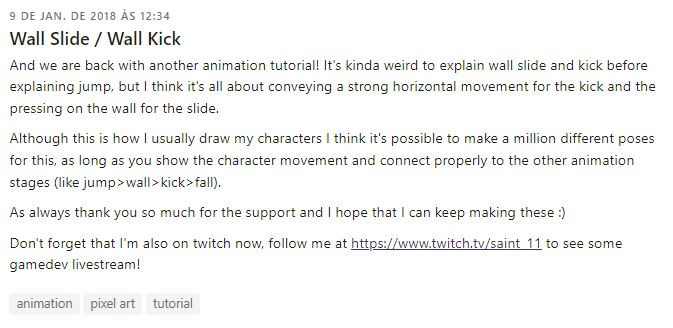 9 DE JAN. DE 2018 ÀS 12:34
Wall Slide / Wall Kick
And we are back with another animation tutorial! It's kinda weird to explain wall slide and kick before
explaining jump, but I think it's all about conveying a strong horizontal movement for the kick and the
pressing on the wall for the slide.
Although this is how I usually draw my characters I think it's possible to make a million different poses
for this, as long as you show the character movement and connect properly to the other animation
stages (like jump>wall>kick>fall).
As always thank you so much for the support and I hope that I can keep making these :)
Don't forget that I'm also on twitch now, follow me at https://www.twitch.tv/saint_11 to see some
gamedev livestream!
animation pixel art tutorial